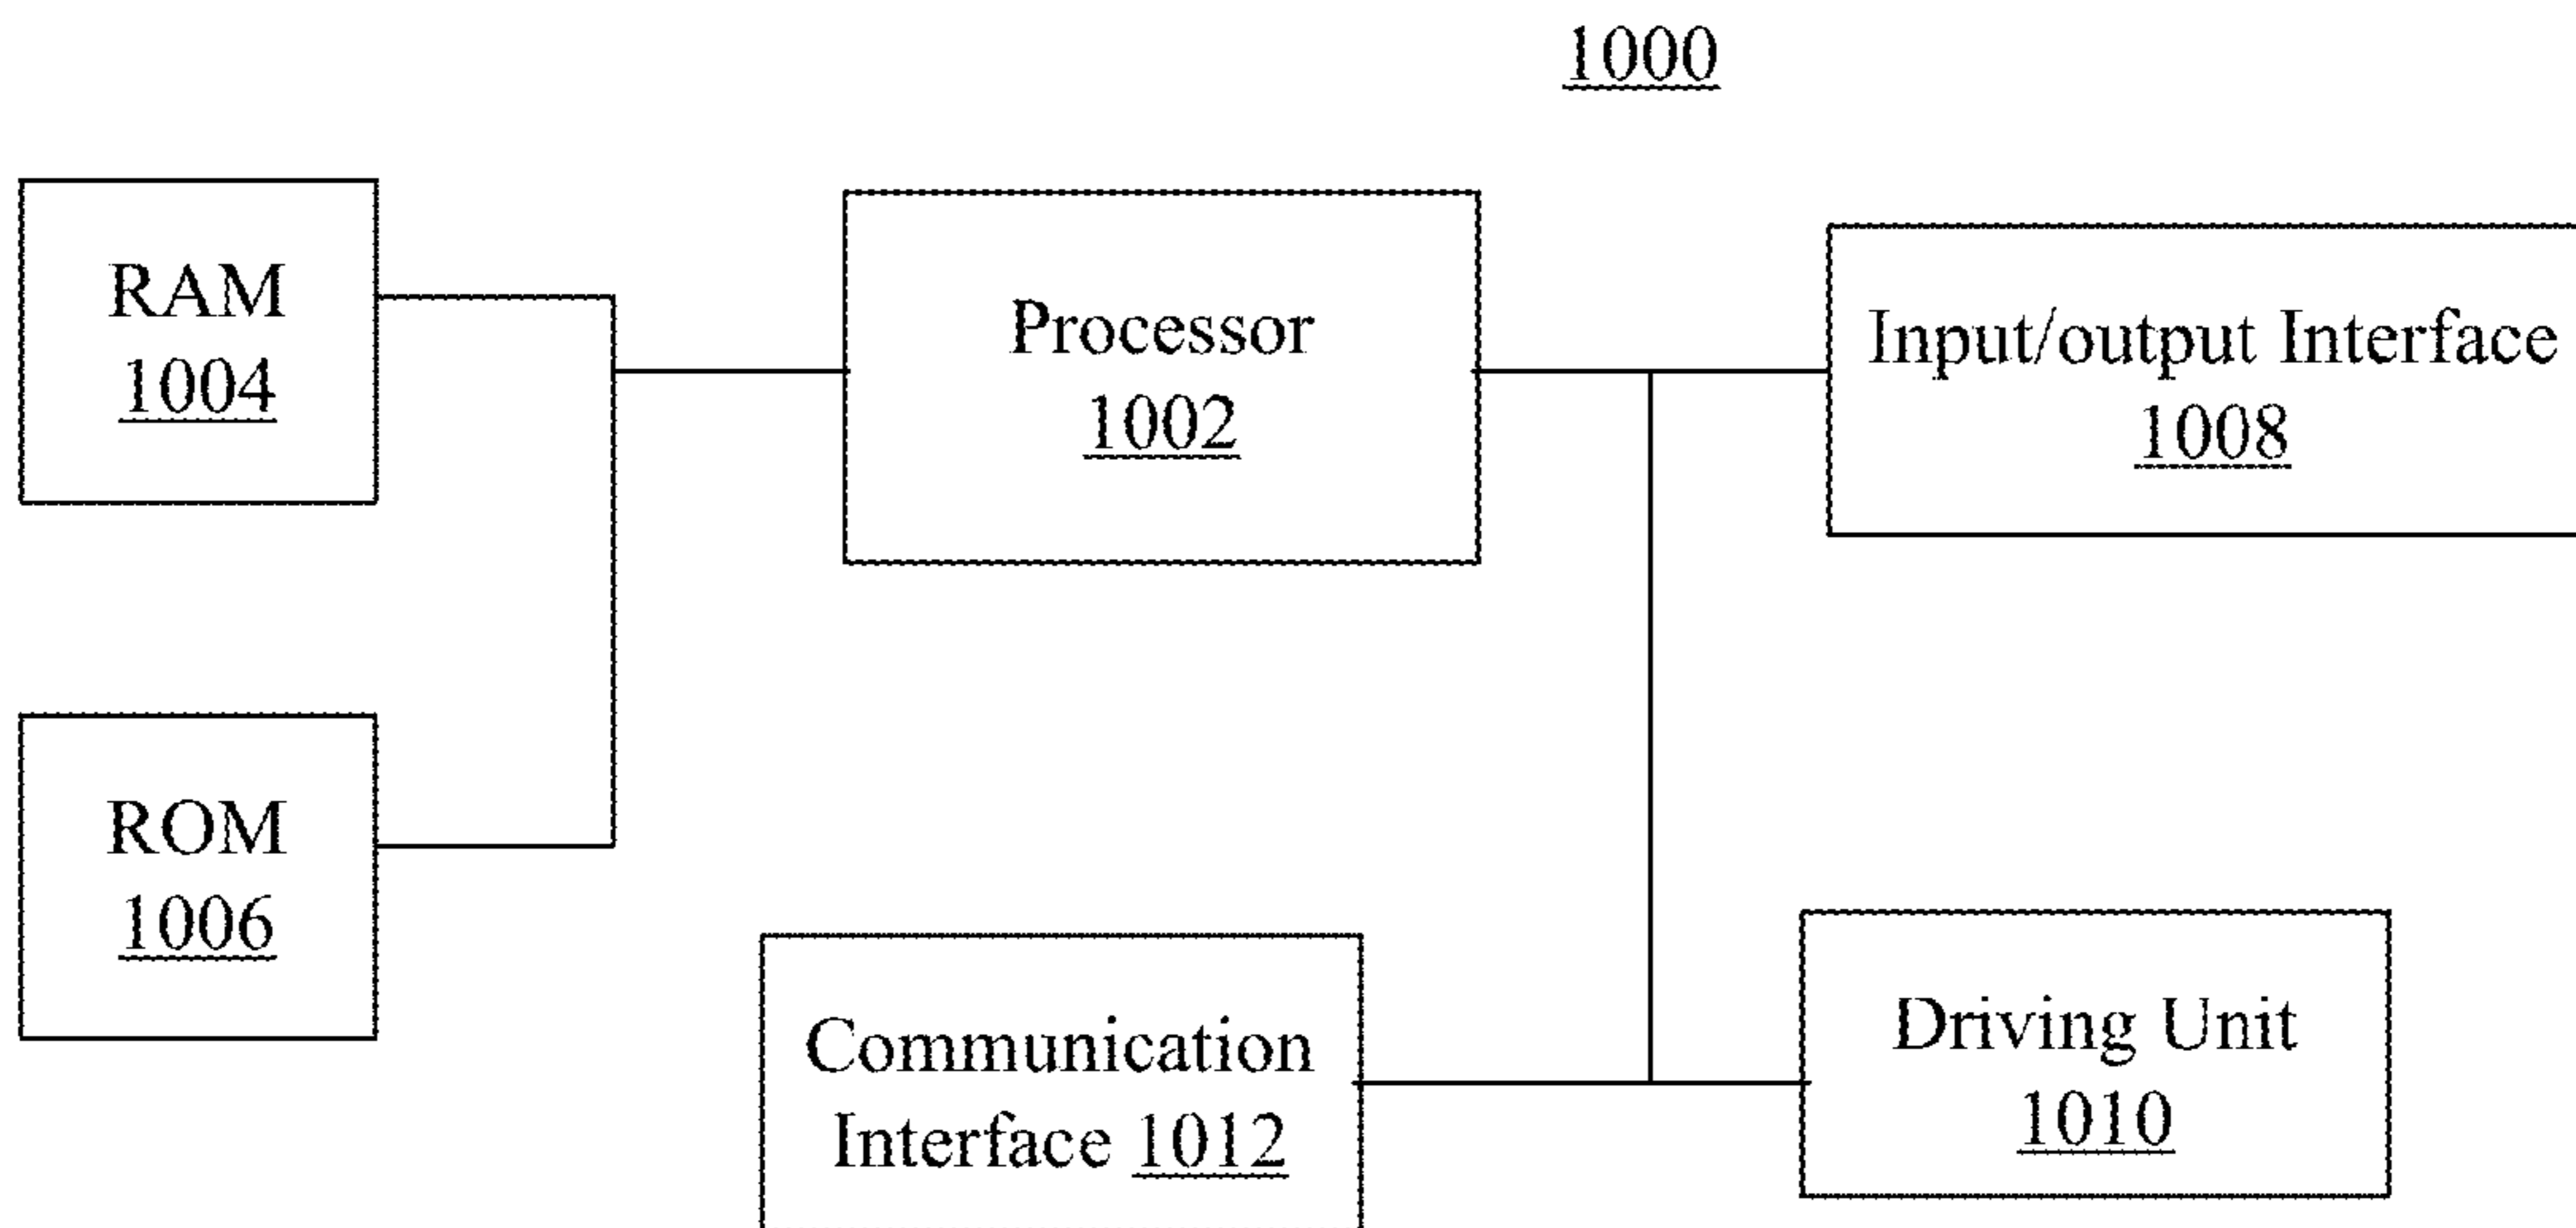 1000
RAM
1004
Processor
1002
Input/output Interface
1008
ROM
1006
Communication
Interface 1012
Driving Unit
1010